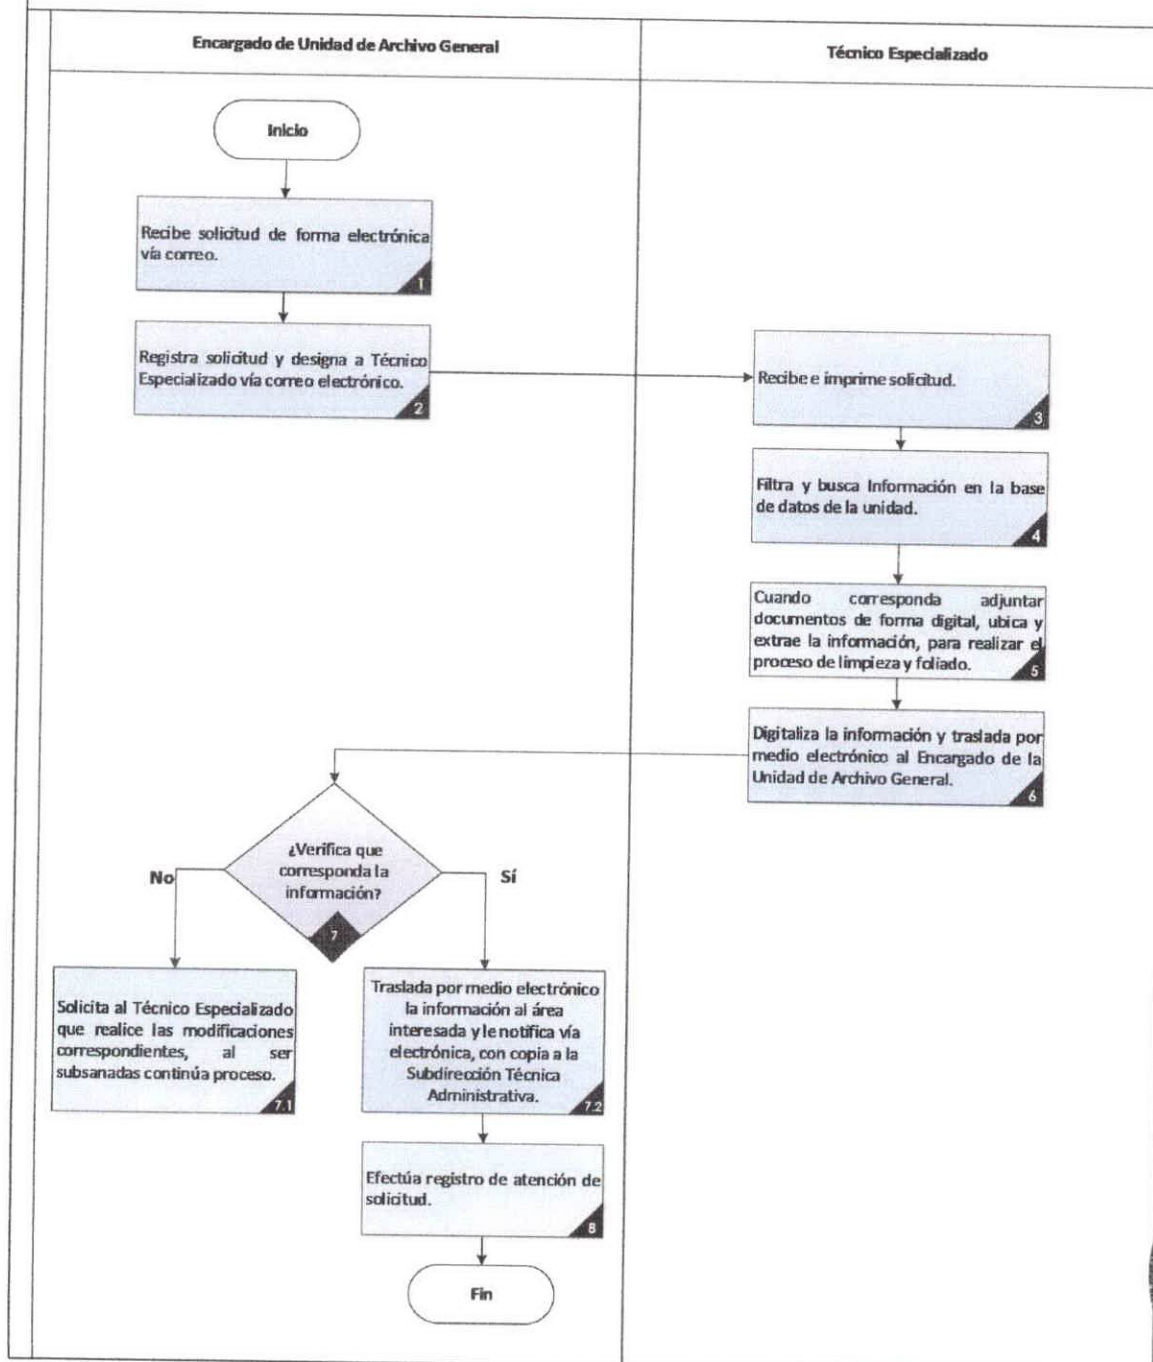 Encargado de Unidad de Archivo General
Técnico Especializado
Inicio
Recibe solicitud de forma electrónica
vía correo.
1
Registra solicitud y designa a Técnico
Especializado vía correo electrónico.
2
Recibe e imprime solicitud.
3
Filtra y busca Información en la base
de datos de la unidad.
4
Cuando corresponda adjuntar
documentos de forma digital, ubica y
extrae la información, para realizar el
proceso de limpieza y foliado.
5
Digitaliza la información y traslada por
medio electrónico al Encargado de la
Unidad de Archivo General.
6
¿Verifica que
corresponda la
información?
7
No
Sí
Solicita al Técnico Especializado
que realice las modificaciones
correspondientes, al ser
subsanadas continúa proceso.
7.1
Traslada por medio electrónico
la información al área
interesada y le notifica vía
electrónica, con copia a la
Subdirección Técnica
Administrativa.
7.2
Efectúa registro de atención de
solicitud.
8
Fin